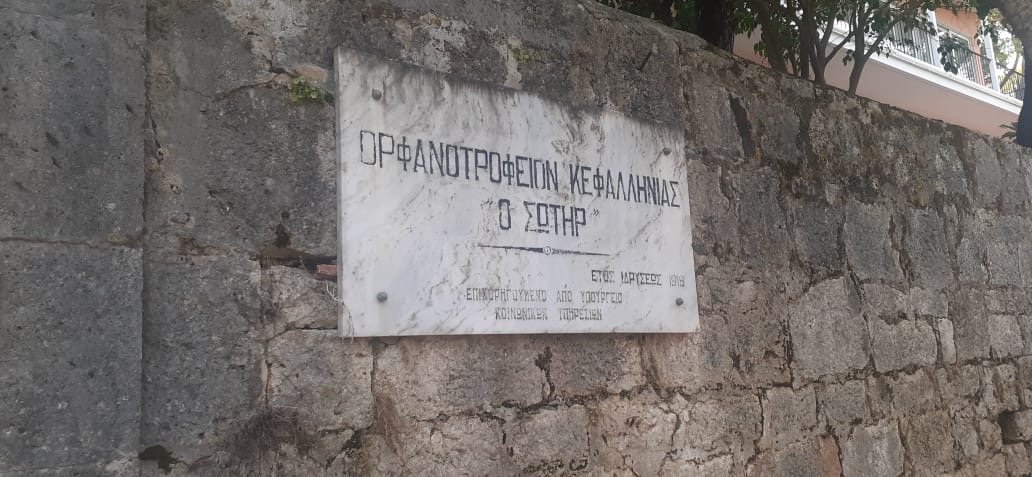 ΟΡΦΑΝΟΤΡΟΦΕΙΟΝ ΚΕΦΑΛΛΗΝΙΑΣ
"Ο ΣΩΤΗΡ"
ΕΤΟΣ ΙΔΡΥΣΕΩΣ 1919
ΕΠΙΧΟΡΗΓΟΥΜΕΝΟ ΑΠΟ ΥΠΟΥΡΓΕΙΟ
ΚΟΙΝΩΝΙΚΩΝ ΥΠΗΡΕΣΙΩΝ